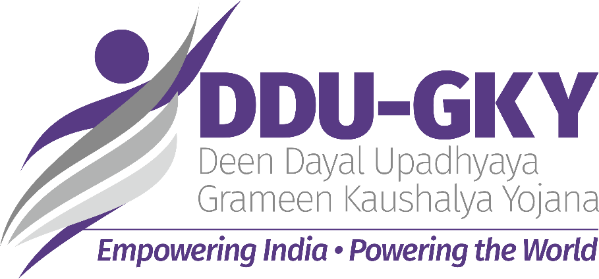 DDU-GKY
Deen Dayal Upadhyaya
Grameen Kaushalya Yojana
Empowering India • Powering the World